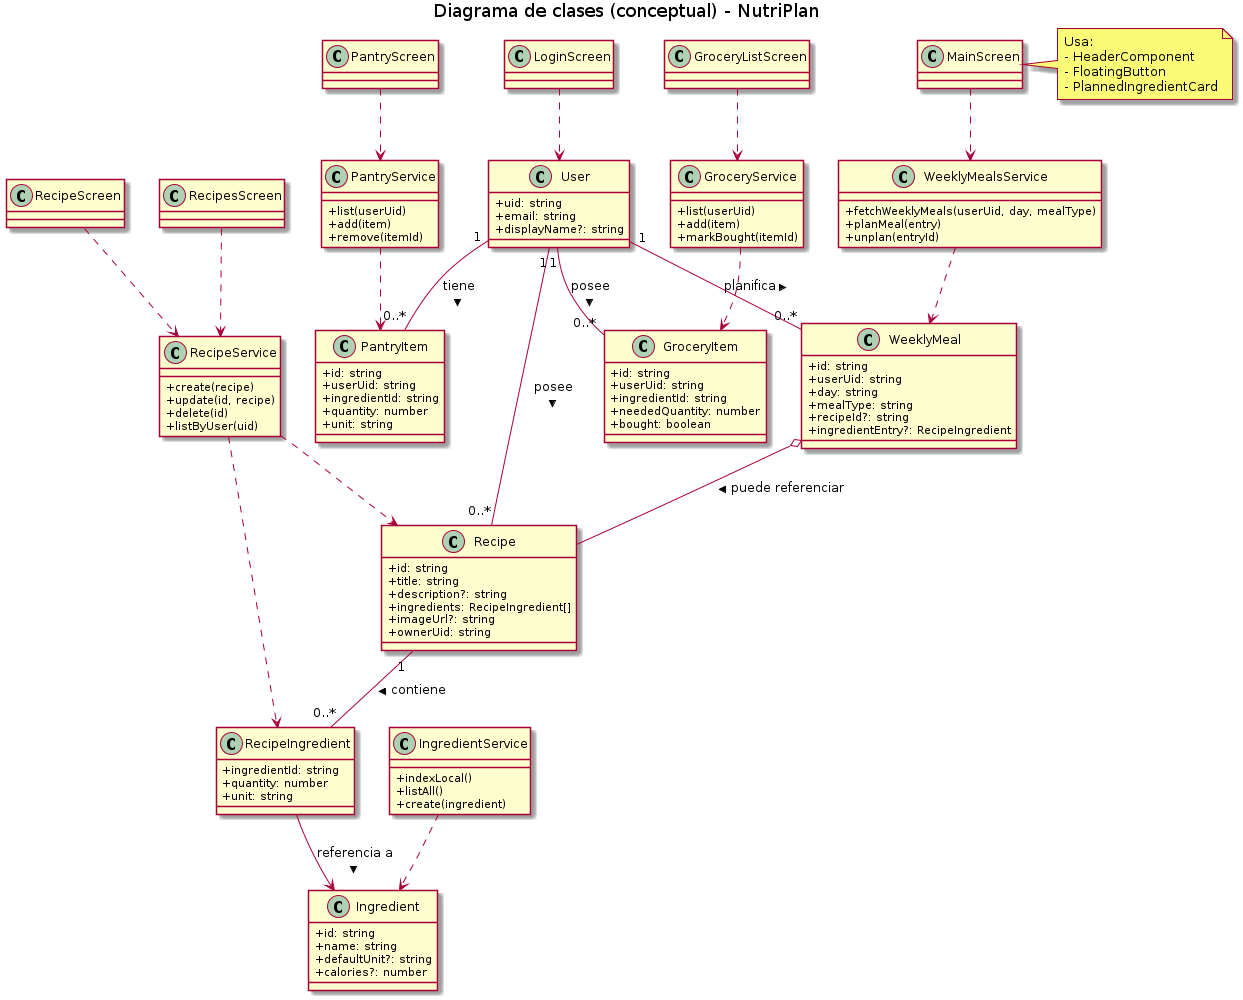 Diagrama de clases (conceptual) - NutriPlan
C PantryScreen
C LoginScreen
C GroceryListScreen
C MainScreen
Usa:
- HeaderComponent
- FloatingButton
- PlannedIngredientCard
C RecipeScreen
C RecipesScreen
C PantryService
+list(userUid)
+add(item)
+remove(itemId)
C User
+uid: string
+email: string
+displayName?: string
C GroceryService
+list(userUid)
+add(item)
+markBought(itemId)
C WeeklyMealsService
+fetchWeeklyMeals(userUid, day, mealType)
+planMeal(entry)
+unplan(entryId)
1
1
1
1
tiene
▼
posee
▼
planifica ▶
0..*
0..*
0..*
C RecipeService
+create(recipe)
+update(id, recipe)
+delete(id)
+listByUser(uid)
C PantryItem
+id: string
+userUid: string
+ingredientId: string
+quantity: number
+unit: string
posee
▼
C GroceryItem
+id: string
+userUid: string
+ingredientId: string
+neededQuantity: number
+bought: boolean
C WeeklyMeal
+id: string
+userUid: string
+day: string
+mealType: string
+recipeId?: string
+ingredientEntry?: RecipeIngredient
◀ puede referenciar
0..*
C Recipe
+id: string
+title: string
+description?: string
+ingredients: RecipeIngredient[]
+imageUrl?: string
+ownerUid: string
1
◀ contiene
0..*
C RecipeIngredient
+ingredientId: string
+quantity: number
+unit: string
C IngredientService
+indexLocal()
+listAll()
+create(ingredient)
referencia a
▼
C Ingredient
+id: string
+name: string
+defaultUnit?: string
+calories?: number